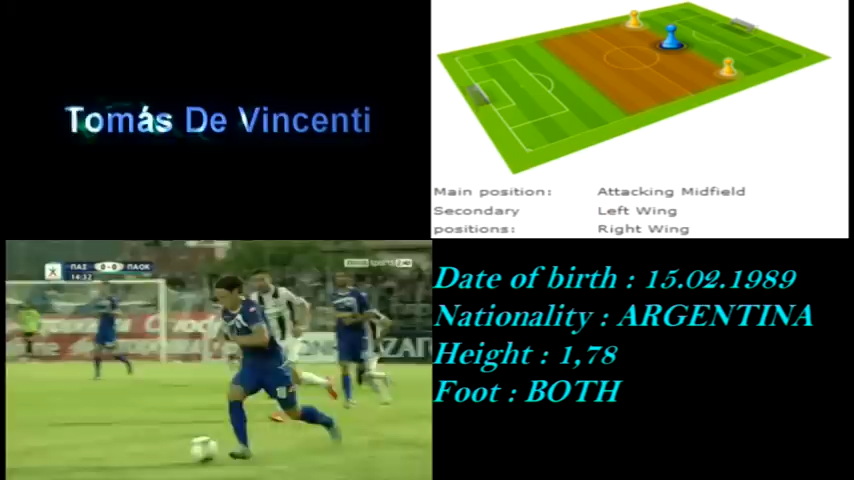 Tomás De Vincenti
Main position: Attacking Midfield
Secondary Left Wing
positions: Right Wing
ΠΑΣ 0-0 ΠΑΟΚ
14:32
sports
Date of birth : 15.02.1989
Nationality : ARGENTINA
Height : 1,78
Foot : BOTH